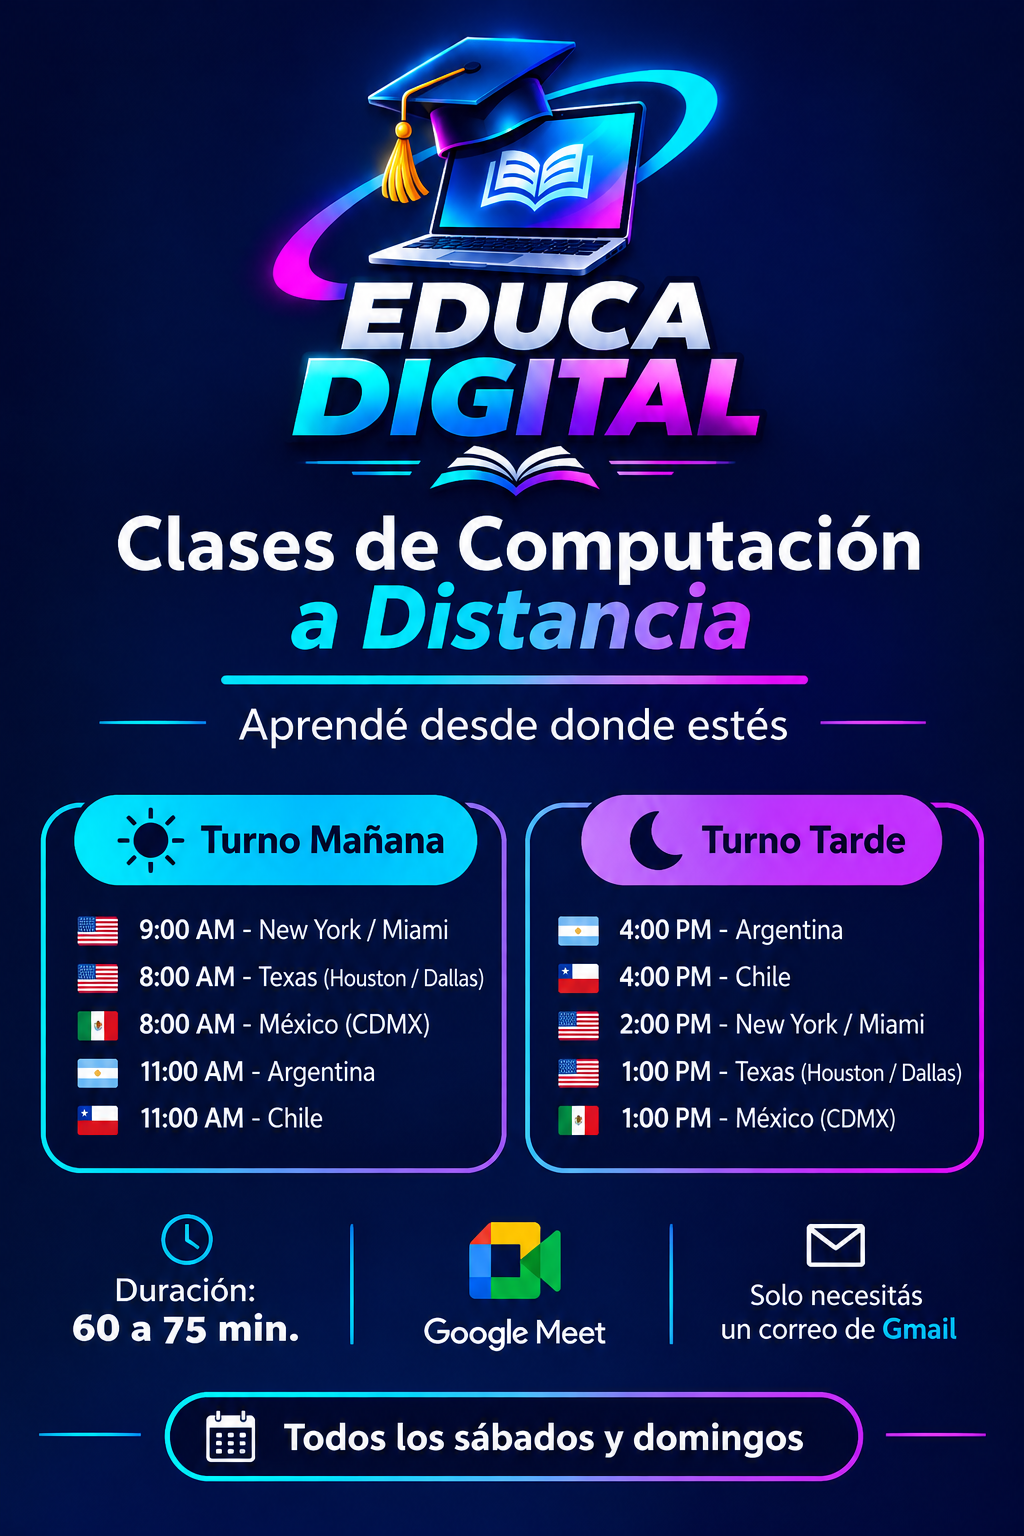 EDUCA
DIGITAL
Clases de Computación
a Distancia
Aprendé desde donde estés
Turno Mañana
9:00 AM - New York / Miami
8:00 AM - Texas (Houston / Dallas)
8:00 AM - México (CDMX)
11:00 AM - Argentina
11:00 AM - Chile
Turno Tarde
4:00 PM - Argentina
4:00 PM - Chile
2:00 PM - New York / Miami
1:00 PM - Texas (Houston / Dallas)
1:00 PM - México (CDMX)
Duración:
60 a 75 min.
Google Meet
Solo necesitás
un correo de Gmail
Todos los sábados y domingos